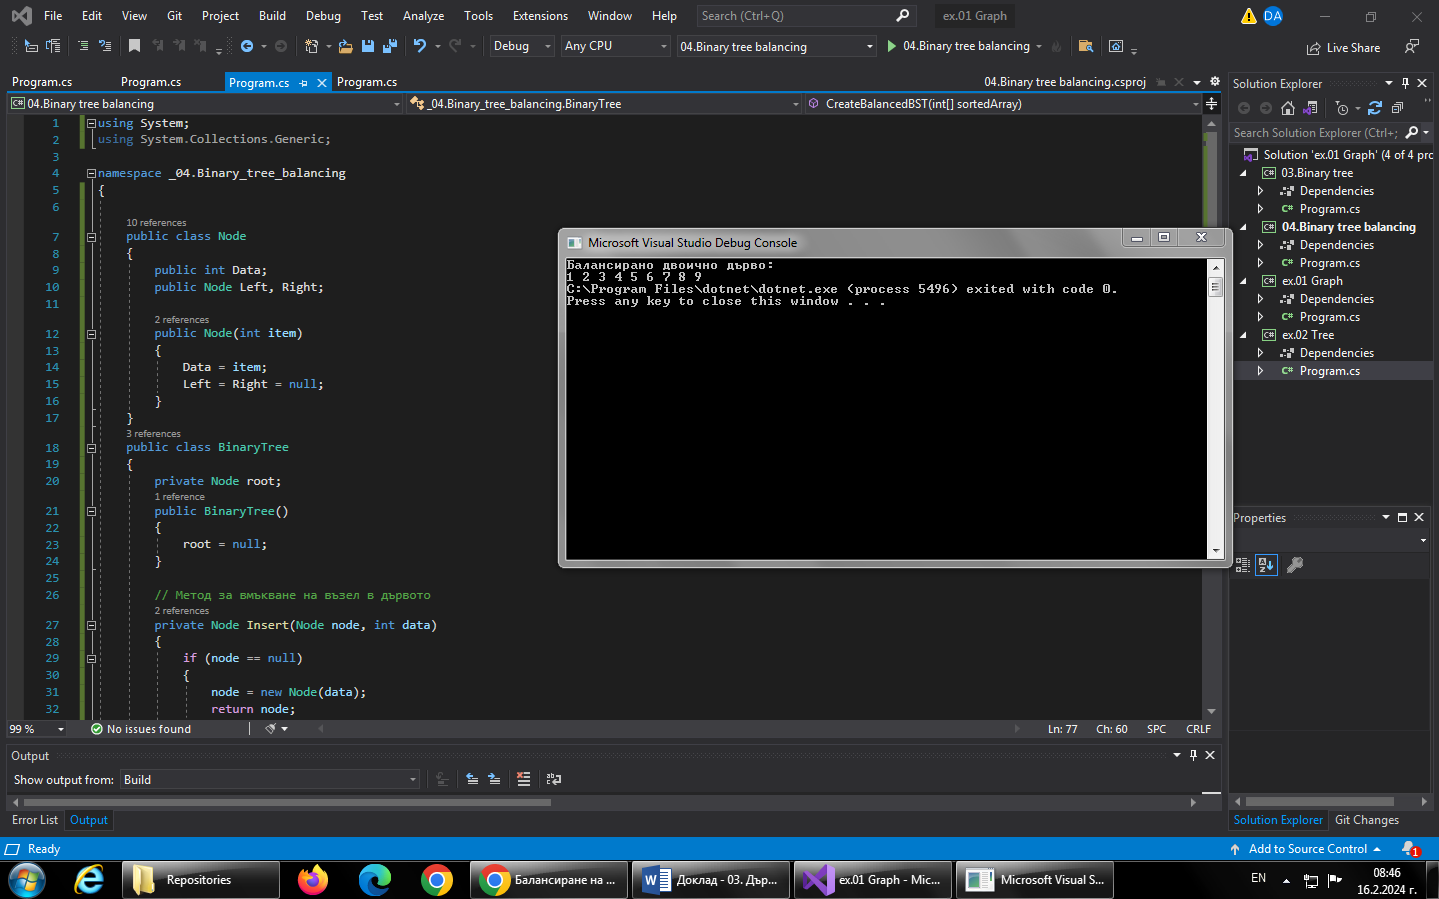 File Edit View Git Project Build Debug Test Analyze Tools Extensions Window Help Search (Ctrl+Q) ex.01 Graph DA
Debug Any CPU 04.Binary tree balancing 04.Binary tree balancing Live Share
Program.cs Program.cs Program.cs Program.cs 04.Binary tree balancing.csproj
04.Binary tree balancing _04.Binary_tree_balancing.BinaryTree CreateBalancedBST(int[] sortedArray)
1 using System;
2 using System.Collections.Generic;
3
4 namespace _04.Binary_tree_balancing
5 {
6
10 references
7 public class Node
8 {
9 public int Data;
10 public Node Left, Right;
11
2 references
12 public Node(int item)
13 {
14 Data = item;
15 Left = Right = null;
16 }
17 }
3 references
18 public class BinaryTree
19 {
20 private Node root;
1 reference
21 public BinaryTree()
22 {
23 root = null;
24 }
25
26 // Метод за вмъкване на възел в дървото
2 references
27 private Node Insert(Node node, int data)
28 {
29 if (node == null)
30 {
31 node = new Node(data);
32 return node;
99 % No issues found Ln: 77 Ch: 60 SPC CRLF
Microsoft Visual Studio Debug Console
Балансирано двоично дърво:
1 2 3 4 5 6 7 8 9
C:\Program Files\dotnet\dotnet.exe (process 5496) exited with code 0.
Press any key to close this window . . .
Solution Explorer
Search Solution Explorer (Ctrl+;
Solution 'ex.01 Graph' (4 of 4 pro
C# 03.Binary tree
Dependencies
C# Program.cs
C# 04.Binary tree balancing
Dependencies
C# Program.cs
C# ex.01 Graph
Dependencies
C# Program.cs
C# ex.02 Tree
Dependencies
C# Program.cs
Properties
Solution Explorer Git Changes
Output
Show output from: Build
Error List Output
Ready Add to Source Control 1
Repositories Балансиране на ... Доклад - 03. Дър... ex.01 Graph - Mic... Microsoft Visual S... EN 08:46
16.2.2024 г.